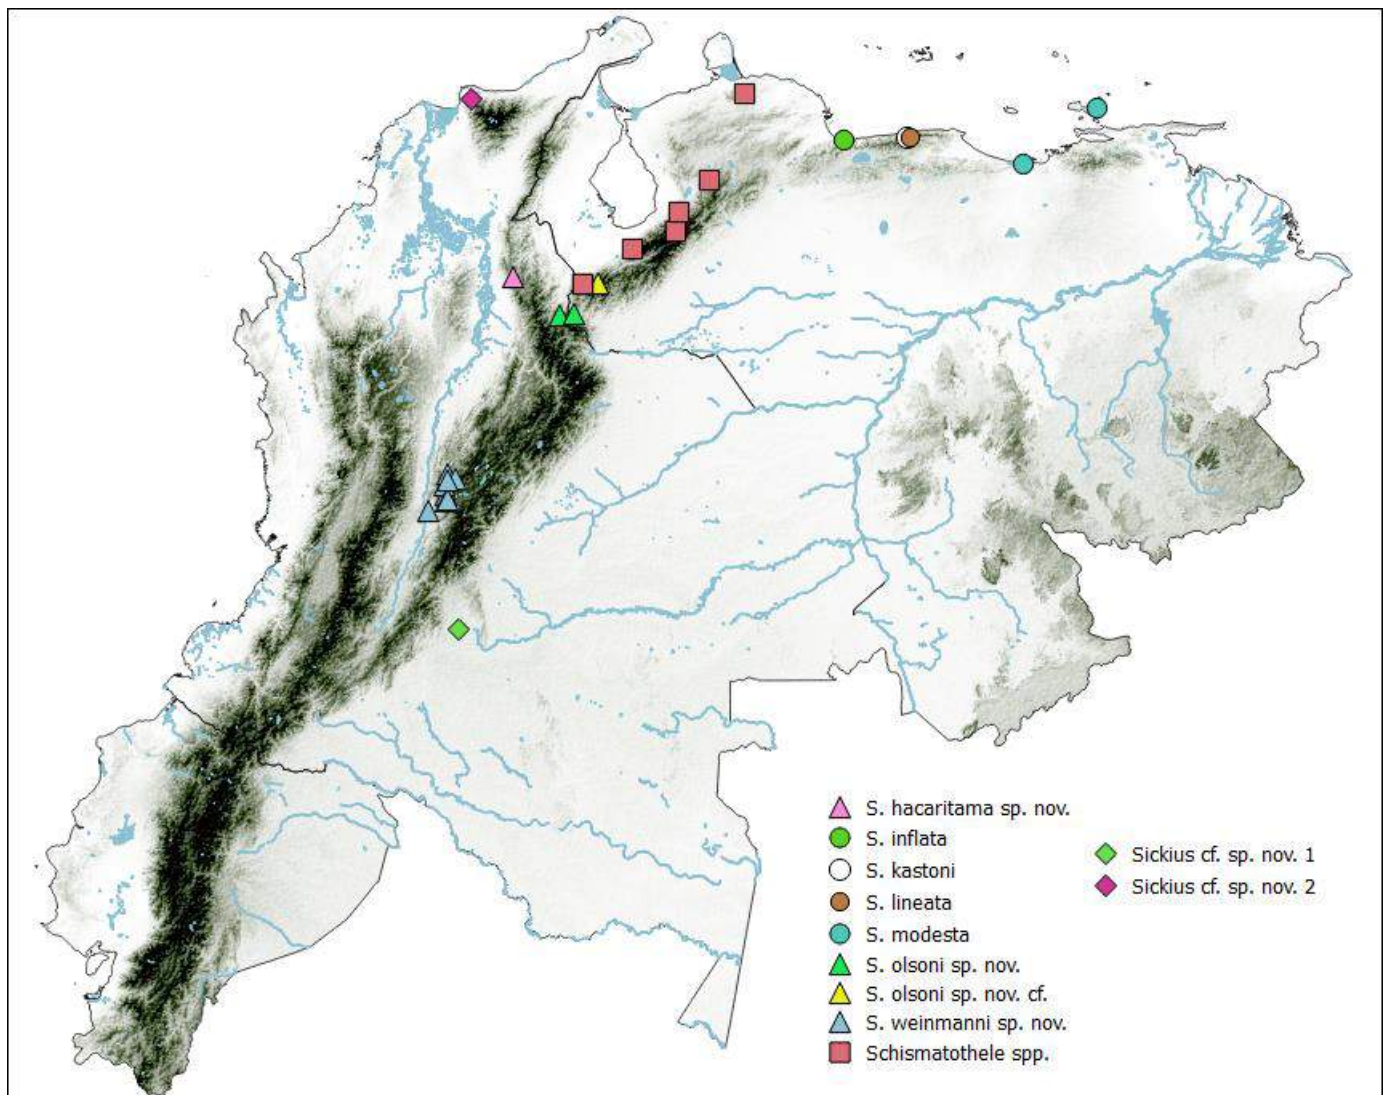 S. hacaritama sp. nov.
S. inflata
S. kastoni
S. lineata
S. modesta
S. olsoni sp. nov.
S. olsoni sp. nov. cf.
S. weinmanni sp. nov.
Schismatothele spp.
Sickius cf. sp. nov. 1
Sickius cf. sp. nov. 2